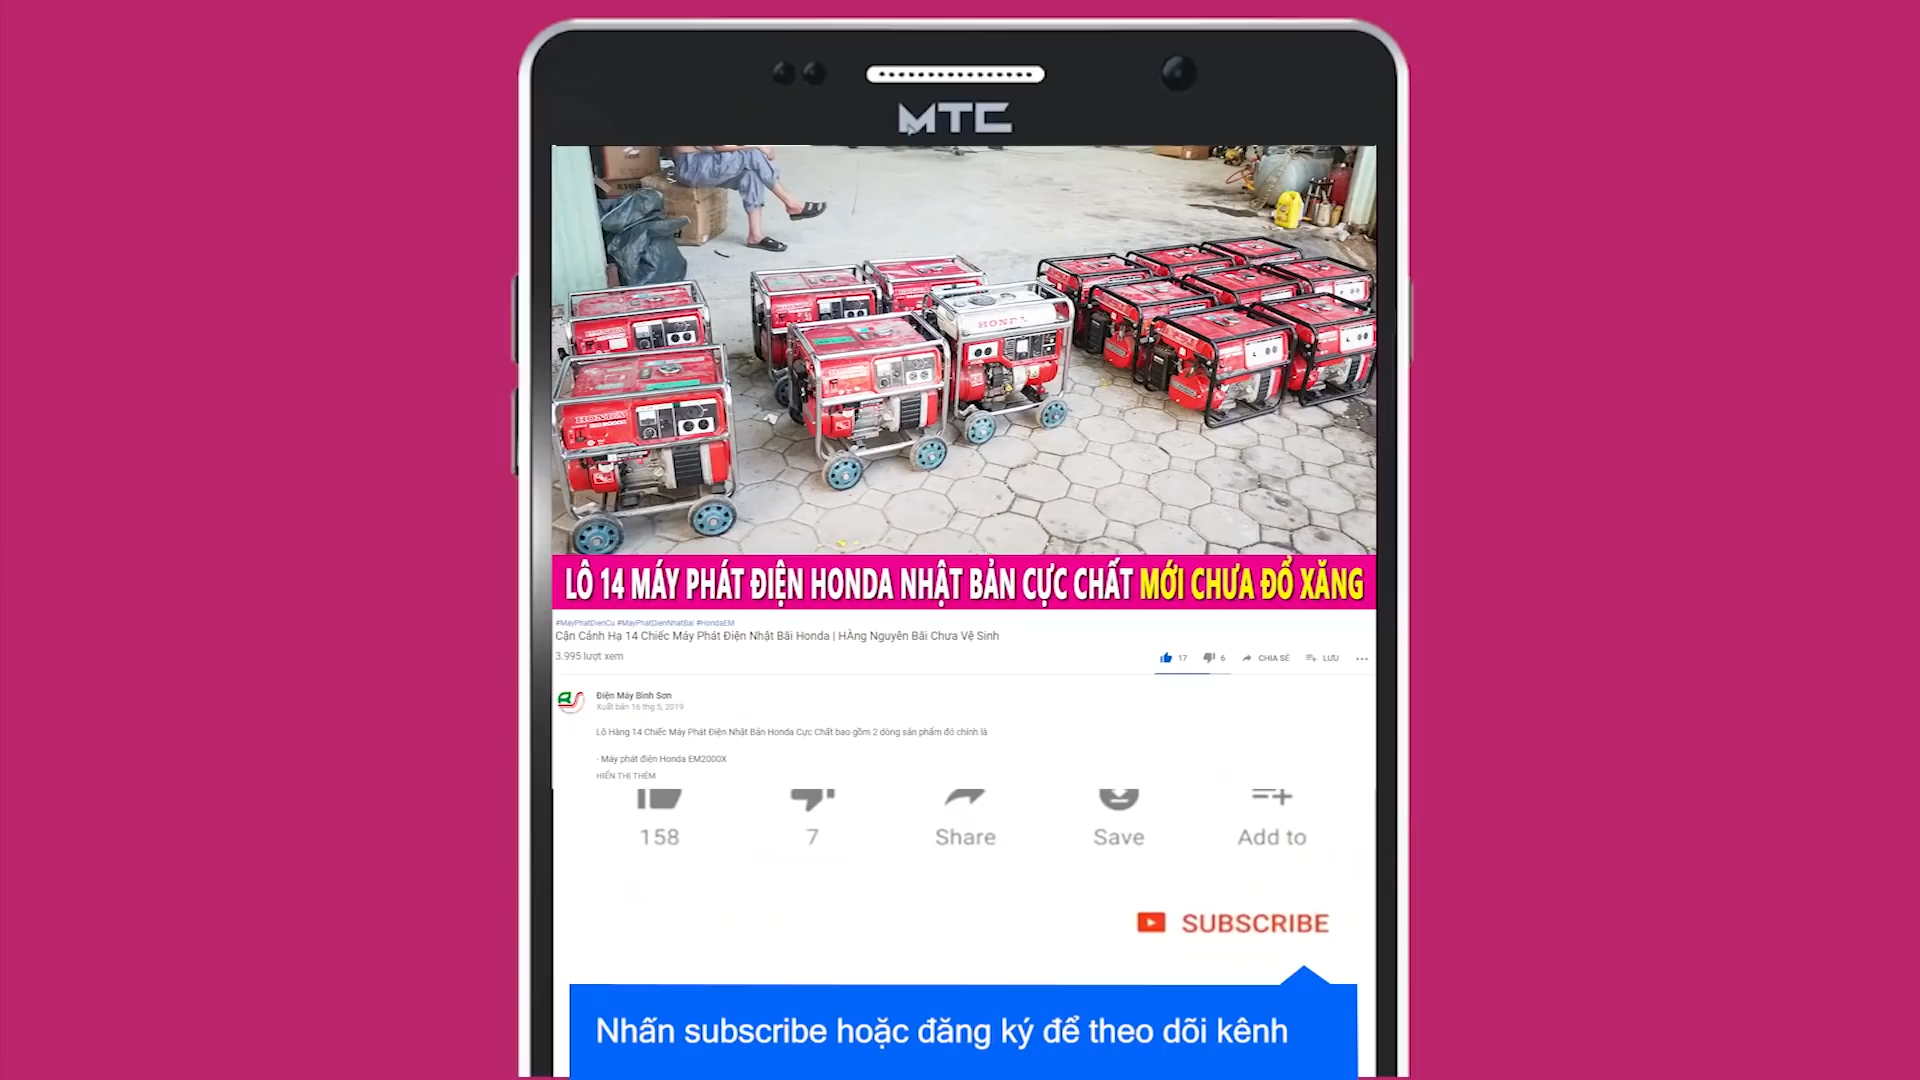 MTC
HONDA
HONDA
LÔ 14 MÁY PHÁT ĐIỆN HONDA NHẬT BẢN CỰC CHẤT MỚI CHƯA ĐỔ XĂNG
#MayPhatDienCu #MayPhatDienNhatBai #HondaEM
Cận Cảnh Hạ 14 Chiếc Máy Phát Điện Nhật Bãi Honda | HÀng Nguyên Bãi Chưa Vệ Sinh
3.995 lượt xem
17 6 CHIA SẺ LƯU
Điện Máy Bình Sơn
Xuất bản 16 thg 5, 2019
Lô Hàng 14 Chiếc Máy Phát Điện Nhật Bản Honda Cực Chất bao gồm 2 dòng sản phẩm đó chính là
- Máy phát điện Honda EM2000X
HIỂN THỊ THÊM
158 7 Share Save Add to
SUBSCRIBE
Nhấn subscribe hoặc đăng ký để theo dõi kênh